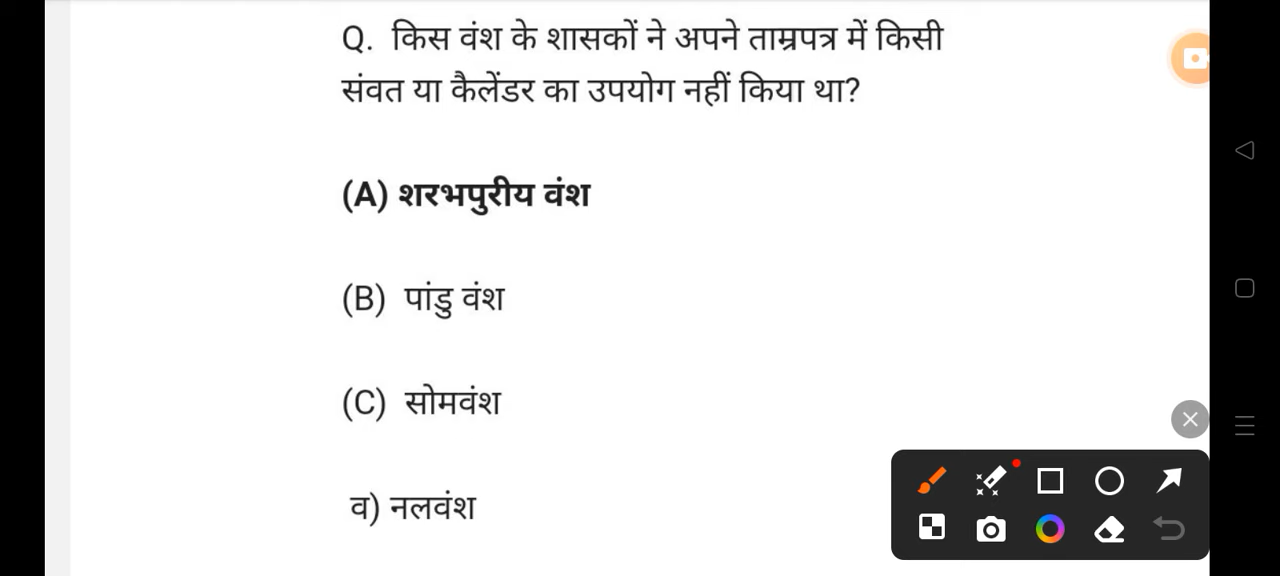 Q. किस वंश के शासकों ने अपने ताम्रपत्र में किसी
संवत या कैलेंडर का उपयोग नहीं किया था?
(A) शरभपुरीय वंश
(B) पांडु वंश
(C) सोमवंश
व) नलवंश